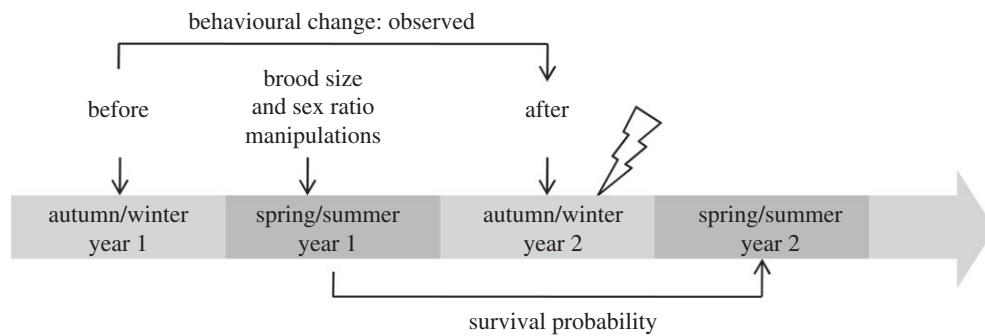 behavioural change: observed
before
brood size
and sex ratio
manipulations
after
autumn/winter
year 1
spring/summer
year 1
autumn/winter
year 2
spring/summer
year 2
survival probability